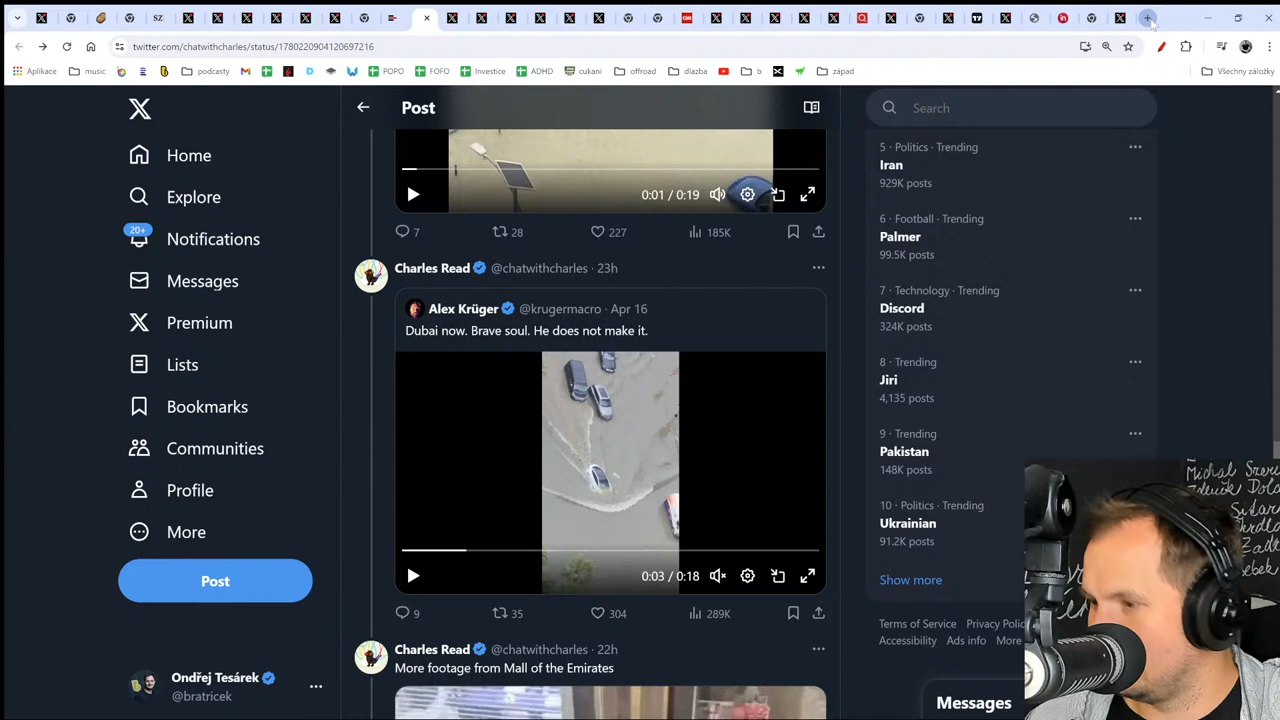 twitter.com/chatwithcharles/status/1780220904120697216
Aplikace
music
podcasty
POPO
FOFO
Investice
ADHD
cukani
offroad
dlazba
b
západ
Všechny záložky
Home
Explore
20+
Notifications
Messages
Premium
Lists
Bookmarks
Communities
Profile
More
Post
Ondřej Tesárek
@bratricek
Post
0:01 / 0:19
7
28
227
185K
Charles Read @chatwithcharles · 23h
Alex Krüger @krugermacro · Apr 16
Dubai now. Brave soul. He does not make it.
0:03 / 0:18
9
35
304
289K
Charles Read @chatwithcharles · 22h
More footage from Mall of the Emirates
Search
5 · Politics · Trending
Iran
929K posts
6 · Football · Trending
Palmer
99.5K posts
7 · Technology · Trending
Discord
324K posts
8 · Trending
Jiri
4,135 posts
9 · Trending
Pakistan
148K posts
10 · Politics · Trending
Ukrainian
91.2K posts
Show more
Terms of Service Privacy
Accessibility Ads info More
Messages
Michal
Zdeněk